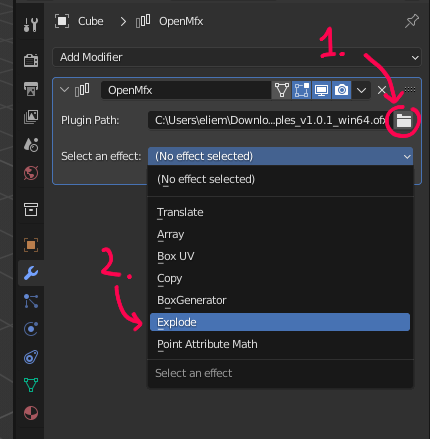 Cube > OpenMfx
1.
Add Modifier
OpenMfx
Plugin Path: C:\Users\eliem\Downlo...ples_v1.0.1_win64.ofx
Select an effect: (No effect selected)
(No effect selected)
Translate
Array
Box UV
2.
Copy
BoxGenerator
Explode
Point Attribute Math
Select an effect